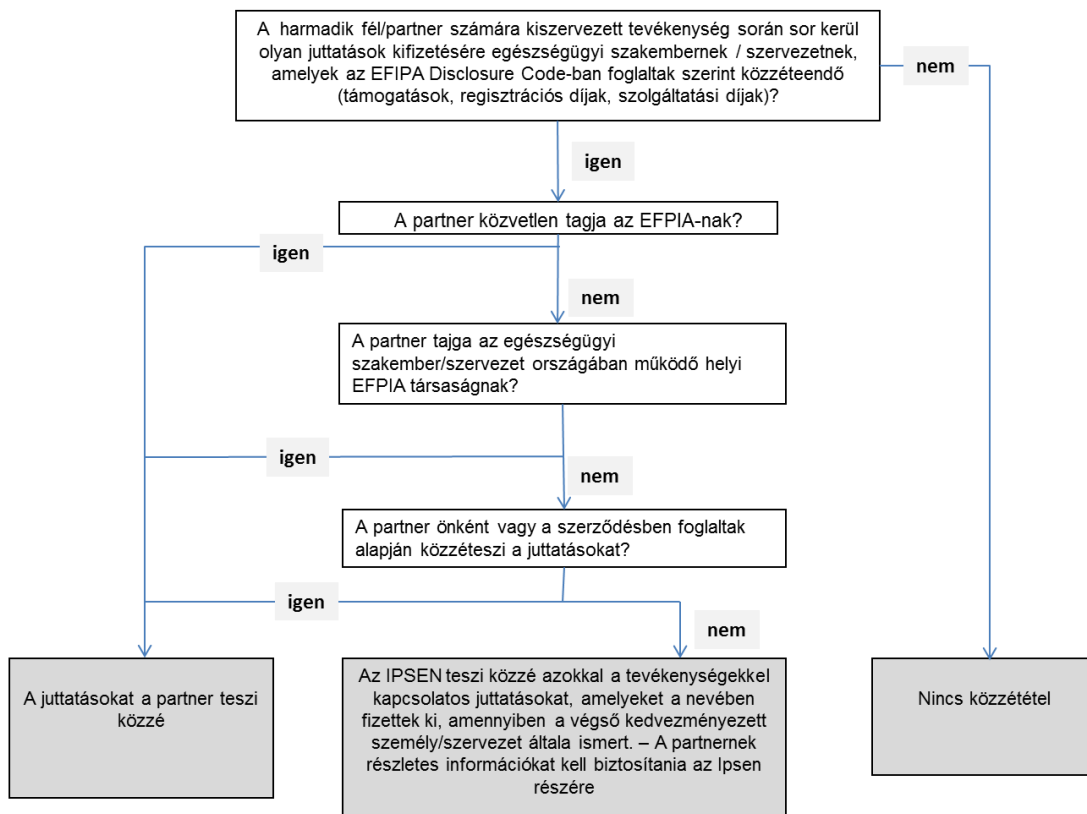 A harmadik fél/partner számára kiszervezett tevékenység során sor kerül
olyan juttatások kifizetésére egészségügyi szakembernek / szervezetnek,
amelyek az EFIPA Disclosure Code-ban foglaltak szerint közzéteendő
(támogatások, regisztrációs díjak, szolgáltatási díjak)?
nem
igen
A partner közvetlen tagja az EFPIA-nak?
igen
nem
A partner tajga az egészségügyi
szakember/szervezet országában működő helyi
EFPIA társaságnak?
igen
nem
A partner önként vagy a szerződésben foglaltak
alapján közzéteszi a juttatásokat?
igen
nem
A juttatásokat a partner teszi
közzé
Az IPSEN teszi közzé azokkal a tevékenységekkel
kapcsolatos juttatásokat, amelyeket a nevében
fizettek ki, amennyiben a végső kedvezményezett
személy/szervezet általa ismert. – A partnernek
részletes információkat kell biztosítania az Ipsen
részére
Nincs közzététel